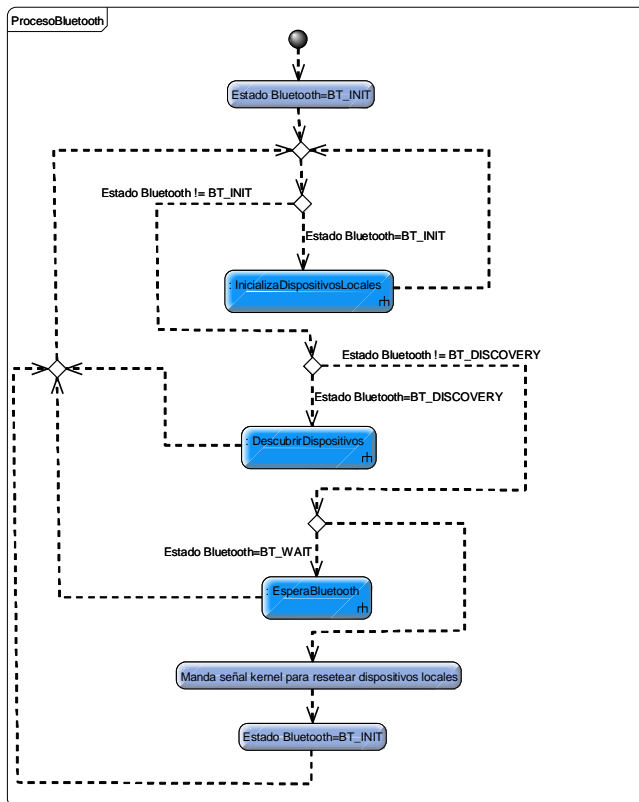 ProcesoBluetooth
Estado Bluetooth=BT_INIT
Estado Bluetooth != BT_INIT
Estado Bluetooth=BT_INIT
: InicializaDispositivosLocales
Estado Bluetooth != BT_DISCOVERY
Estado Bluetooth=BT_DISCOVERY
: DescubrirDispositivos
Estado Bluetooth=BT_WAIT
: EsperaBluetooth
Manda señal kernel para resetear dispositivos locales
Estado Bluetooth=BT_INIT